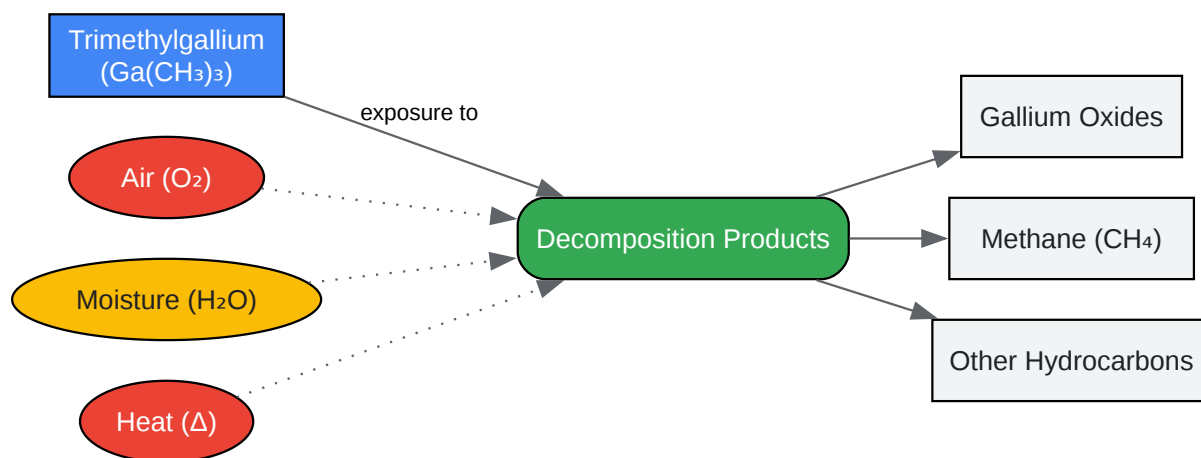 Trimethylgallium
(Ga(CH₃)₃)
exposure to
Air (O₂)
Moisture (H₂O)
Heat (Δ)
Decomposition Products
Gallium Oxides
Methane (CH₄)
Other Hydrocarbons